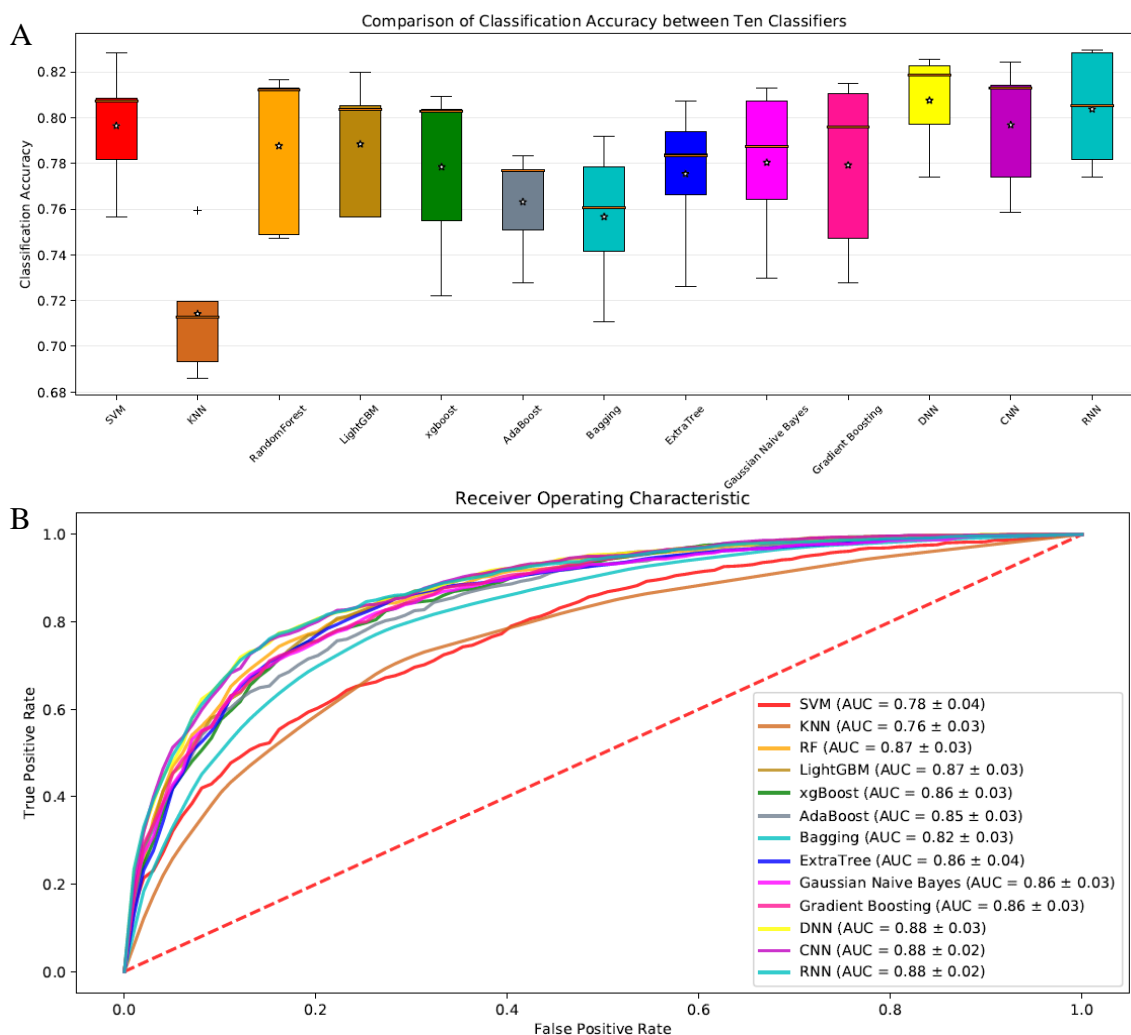 A
Comparison of Classification Accuracy between Ten Classifiers
Classification Accuracy
0.82
0.80
0.78
0.76
0.74
0.72
0.70
0.68
SVM
KNN
RandomForest
LightGBM
xgboost
AdaBoost
Bagging
ExtraTree
Gaussian Naive Bayes
Gradient Boosting
DNN
CNN
RNN
B
Receiver Operating Characteristic
True Positive Rate
1.0
0.8
0.6
0.4
0.2
0.0
SVM (AUC = 0.78 ± 0.04)
KNN (AUC = 0.76 ± 0.03)
RF (AUC = 0.87 ± 0.03)
LightGBM (AUC = 0.87 ± 0.03)
xgBoost (AUC = 0.86 ± 0.03)
AdaBoost (AUC = 0.85 ± 0.03)
Bagging (AUC = 0.82 ± 0.03)
ExtraTree (AUC = 0.86 ± 0.04)
Gaussian Naive Bayes (AUC = 0.86 ± 0.03)
Gradient Boosting (AUC = 0.86 ± 0.03)
DNN (AUC = 0.88 ± 0.03)
CNN (AUC = 0.88 ± 0.02)
RNN (AUC = 0.88 ± 0.02)
0.0 0.2 0.4 0.6 0.8 1.0
False Positive Rate